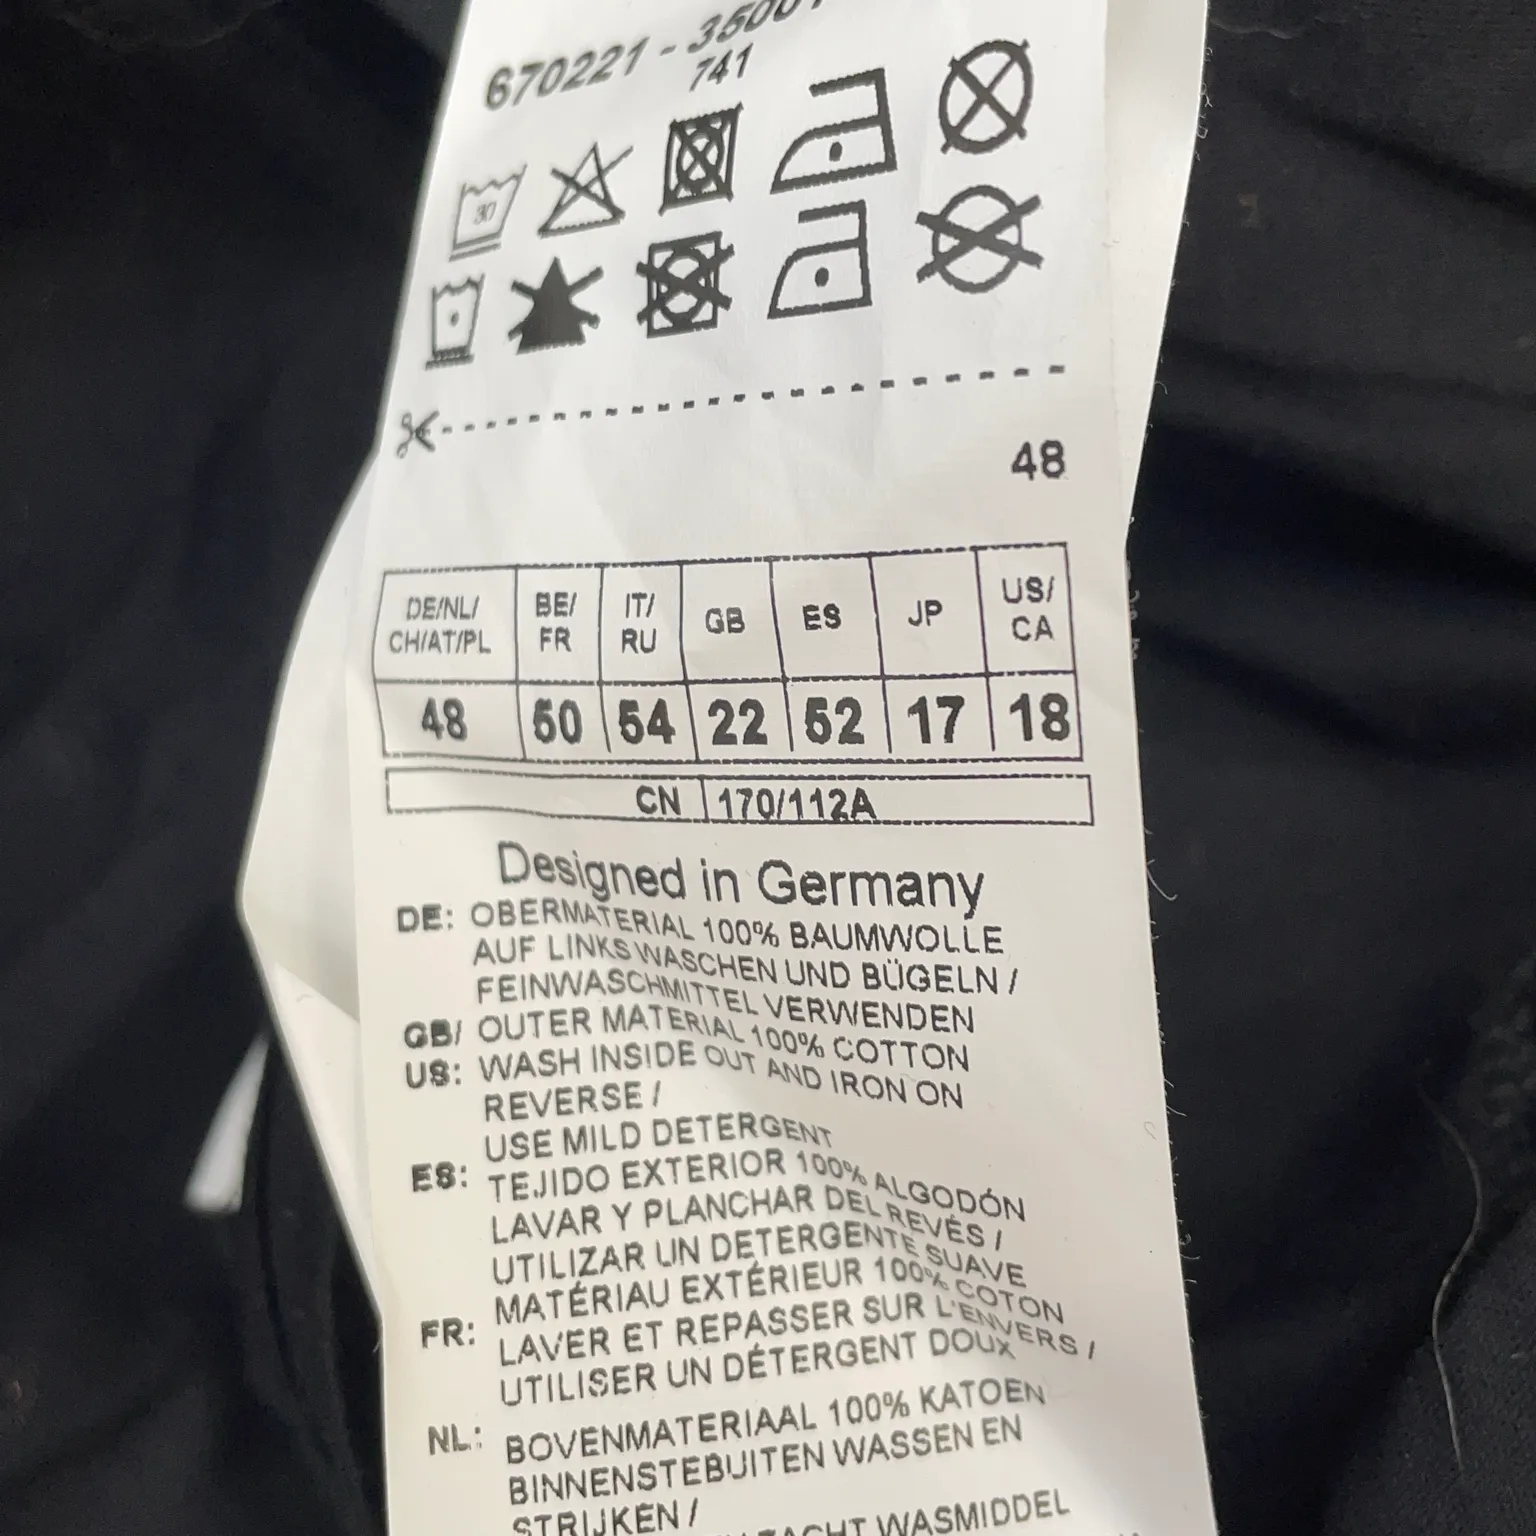 670221 - 35001
741
30
48
DE/NL/ CH/AT/PL BE/ FR IT/ RU GB ES JP US/ CA
48 50 54 22 52 17 18
CN 170/112A
Designed in Germany
DE: OBERMATERIAL 100% BAUMWOLLE
AUF LINKS WASCHEN UND BÜGELN /
FEINWASCHMITTEL VERWENDEN
GB/ OUTER MATERIAL 100% COTTON
US: WASH INSIDE OUT AND IRON ON
REVERSE /
USE MILD DETERGENT
ES: TEJIDO EXTERIOR 100% ALGODÓN
LAVAR Y PLANCHAR DEL REVÉS /
UTILIZAR UN DETERGENTE SUAVE
FR: MATÉRIAU EXTÉRIEUR 100% COTON
LAVER ET REPASSER SUR L'ENVERS /
UTILISER UN DÉTERGENT DOUX
NL: BOVENMATERIAAL 100% KATOEN
BINNENSTEBUITEN WASSEN EN
STRIJKEN /
WASMIDDEL